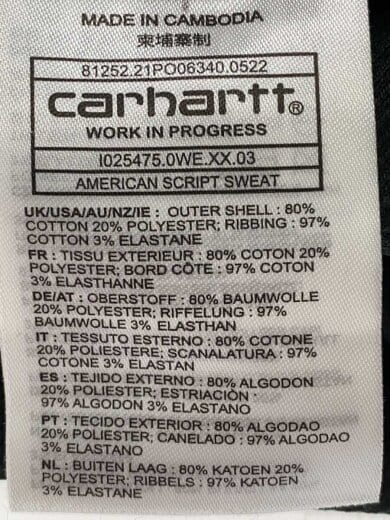 MADE IN CAMBODIA
柬埔寨制
81252.21PO06340.0522
carhartt®
WORK IN PROGRESS
I025475.0WE.XX.03
AMERICAN SCRIPT SWEAT
UK/USA/AU/NZ/IE : OUTER SHELL : 80%
COTTON 20% POLYESTER; RIBBING : 97%
COTTON 3% ELASTANE
FR : TISSU EXTERIEUR : 80% COTON 20%
POLYESTER; BORD CÔTE : 97% COTON
3% ELASTHANNE
DE/AT : OBERSTOFF : 80% BAUMWOLLE
20% POLYESTER; RIFFELUNG : 97%
BAUMWOLLE 3% ELASTHAN
IT : TESSUTO ESTERNO : 80% COTONE
20% POLIESTERE; SCANALATURA : 97%
COTONE 3% ELASTAN
ES : TEJIDO EXTERNO : 80% ALGODON
20% POLIESTER; ESTRIACIÓN :
97% ALGODON 3% ELASTANO
PT : TECIDO EXTERIOR : 80% ALGODAO
20% POLIESTER; CANELADO : 97% ALGODAO
3% ELASTANO
NL : BUITEN LAAG : 80% KATOEN 20%
POLYESTER; RIBBELS : 97% KATOEN
3% ELASTANE